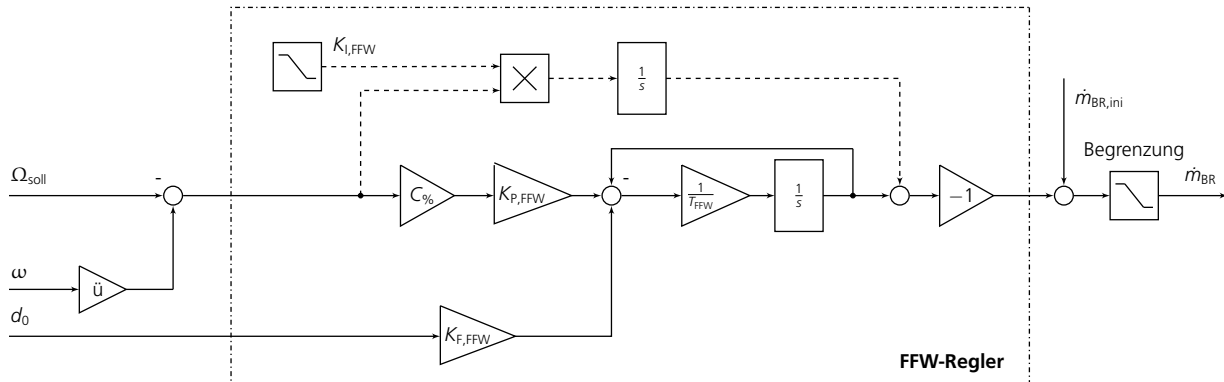 K_I,FFW
1/s
ṁ_BR,ini
Begrenzung
Ω_soll
-
C_%
K_P,FFW
-
1/T_FFW
1/s
−1
ṁ_BR
ω
ü
d_0
K_F,FFW
FFW-Regler